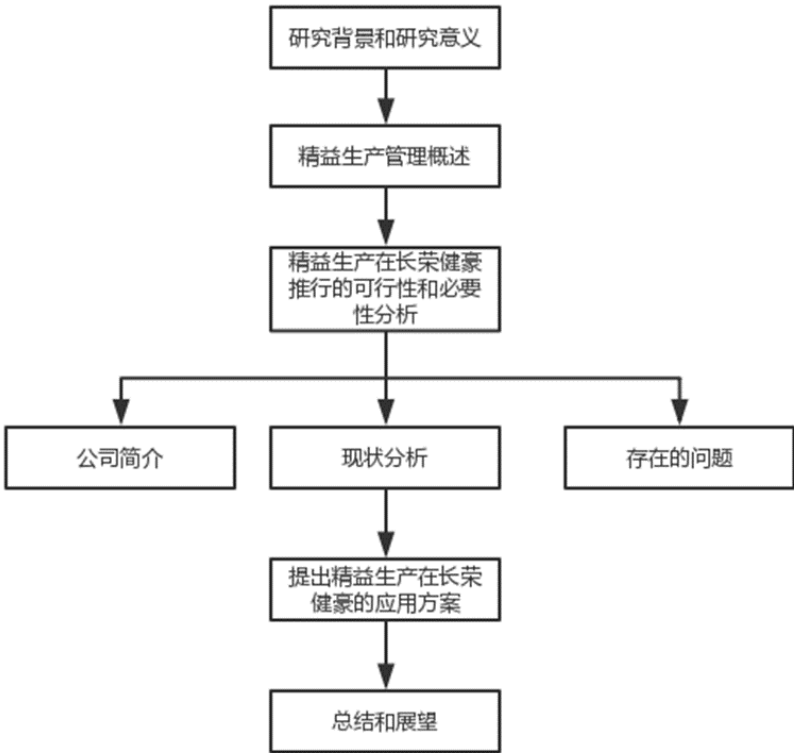 研究背景和研究意义
精益生产管理概述
精益生产在长荣健豪
推行的可行性和必要
性分析
公司简介
现状分析
存在的问题
提出精益生产在长荣
健豪的应用方案
总结和展望